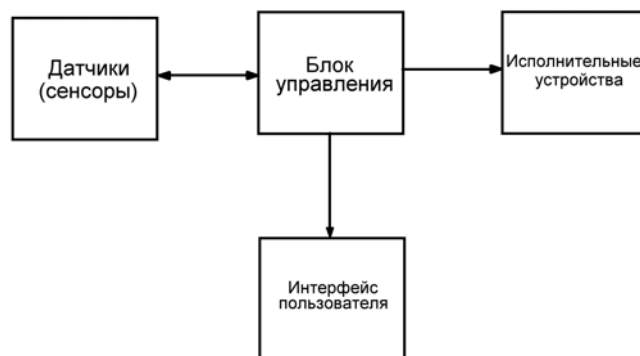 Датчики
(сенсоры)
Блок
управления
Исполнительные
устройства
Интерфейс
пользователя